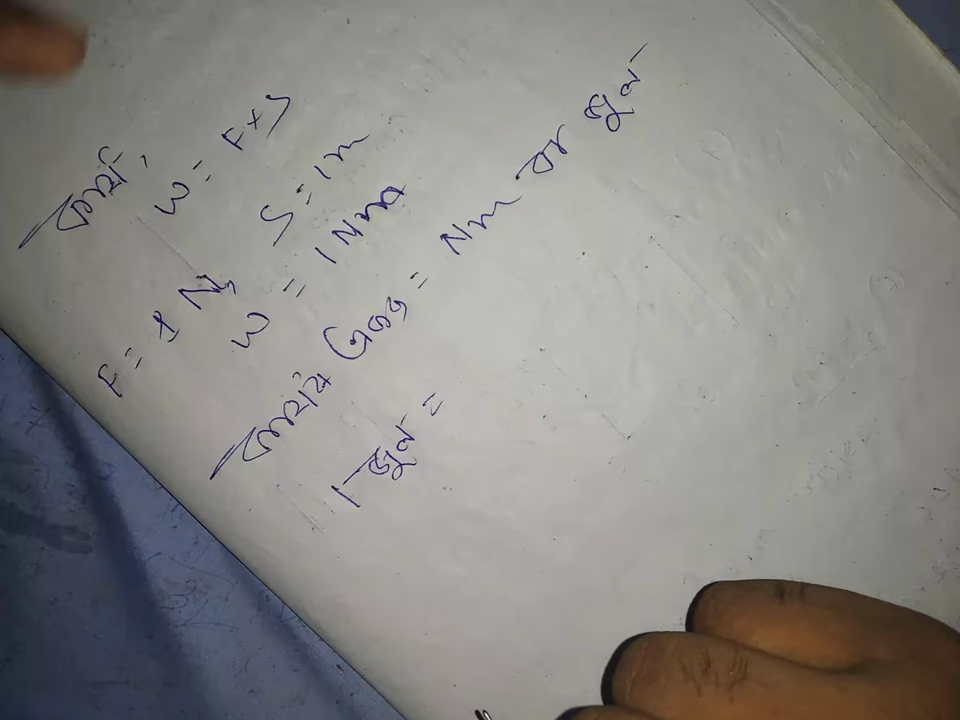 কার্য,
W = F×S
F = 1 N, S = 1m
W = 1 Nm
কার্যের একক = Nm বা জুল
1 জুল =